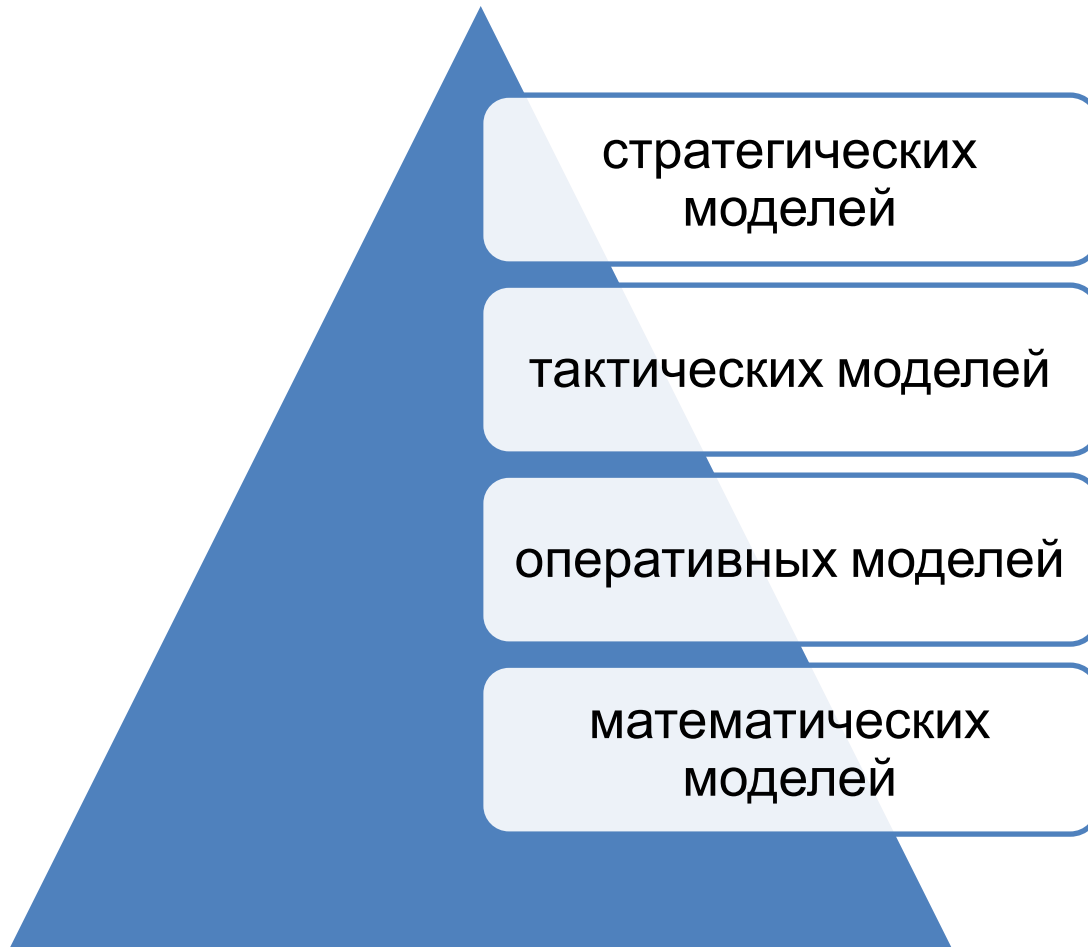 стратегических
моделей
тактических моделей
оперативных моделей
математических
моделей